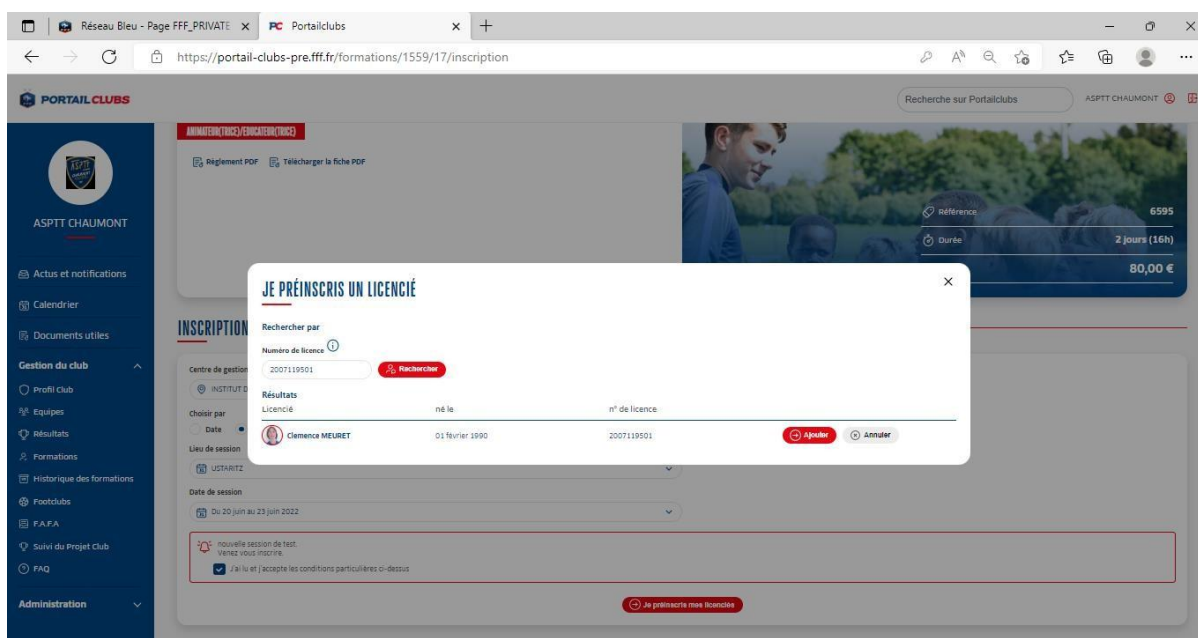 Réseau Bleu - Page FFF_PRIVATE
Portailclubs
https://portail-clubs-pre.fff.fr/formations/1559/17/inscription
PORTAIL CLUBS
Recherche sur Portailclubs
ASPTT CHAUMONT
ASPTT CHAUMONT
Actus et notifications
Calendrier
Documents utiles
Gestion du club
Profil Club
Equipes
Résultats
Formations
Historique des formations
Footclubs
F.A.F.A
Suivi du Projet Club
FAQ
Administration
ANIMATEUR(TRICE)/EDUCATEUR(TRICE)
Règlement PDF Télécharger la fiche PDF
Référence 6595
Durée 2 jours (16h)
80,00 €
INSCRIPTION
Centre de gestion
INSTITUT D
Choisir par
Date
Lieu de session
USTARITZ
Date de session
Du 20 juin au 23 juin 2022
nouvelle session de test.
Venez vous inscrire.
J'ai lu et j'accepte les conditions particulières ci-dessus
Je préinscris mes licenciés
JE PRÉINSCRIS UN LICENCIÉ
Rechercher par
Numéro de licence
2007119501 Rechercher
Résultats
Licencié né le n° de licence
Clemence MEURET 01 février 1990 2007119501 Ajouter Annuler